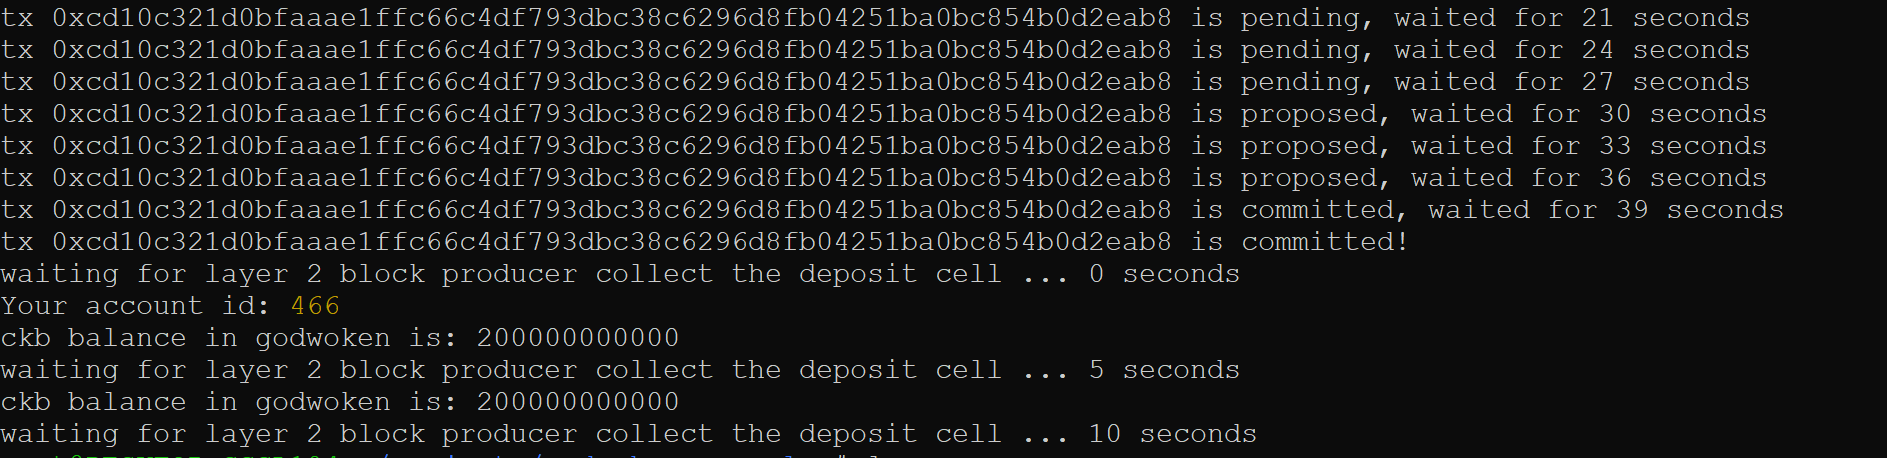 tx 0xcd10c321d0bfaaae1ffc66c4df793dbc38c6296d8fb04251ba0bc854b0d2eab8 is pending, waited for 21 seconds
tx 0xcd10c321d0bfaaae1ffc66c4df793dbc38c6296d8fb04251ba0bc854b0d2eab8 is pending, waited for 24 seconds
tx 0xcd10c321d0bfaaae1ffc66c4df793dbc38c6296d8fb04251ba0bc854b0d2eab8 is pending, waited for 27 seconds
tx 0xcd10c321d0bfaaae1ffc66c4df793dbc38c6296d8fb04251ba0bc854b0d2eab8 is proposed, waited for 30 seconds
tx 0xcd10c321d0bfaaae1ffc66c4df793dbc38c6296d8fb04251ba0bc854b0d2eab8 is proposed, waited for 33 seconds
tx 0xcd10c321d0bfaaae1ffc66c4df793dbc38c6296d8fb04251ba0bc854b0d2eab8 is proposed, waited for 36 seconds
tx 0xcd10c321d0bfaaae1ffc66c4df793dbc38c6296d8fb04251ba0bc854b0d2eab8 is committed, waited for 39 seconds
tx 0xcd10c321d0bfaaae1ffc66c4df793dbc38c6296d8fb04251ba0bc854b0d2eab8 is committed!
waiting for layer 2 block producer collect the deposit cell ... 0 seconds
Your account id: 466
ckb balance in godwoken is: 200000000000
waiting for layer 2 block producer collect the deposit cell ... 5 seconds
ckb balance in godwoken is: 200000000000
waiting for layer 2 block producer collect the deposit cell ... 10 seconds